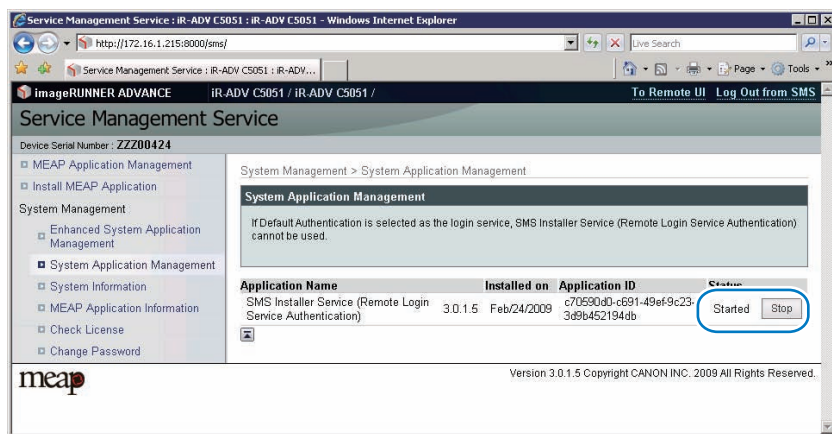 Service Management Service : iR-ADV C5051 : iR-ADV C5051 - Windows Internet Explorer
http://172.16.1.215:8000/sms/
Live Search
Service Management Service : iR-ADV C5051 : iR-ADV...
Page
Tools
imageRUNNER ADVANCE iR-ADV C5051 / iR-ADV C5051 / To Remote UI Log Out from SMS
Service Management Service
Device Serial Number : ZZZ00424
MEAP Application Management
Install MEAP Application
System Management
Enhanced System Application
Management
System Application Management
System Information
MEAP Application Information
Check License
Change Password
System Management > System Application Management
System Application Management
If Default Authentication is selected as the login service, SMS Installer Service (Remote Login Service Authentication)
cannot be used.
Application Name Installed on Application ID Status
SMS Installer Service (Remote Login 3.0.1.5 Feb/24/2009 c70590d0-c691-49ef-9c23- Started Stop
Service Authentication) 3d9b452194db
meap
Version 3.0.1.5 Copyright CANON INC. 2009 All Rights Reserved.